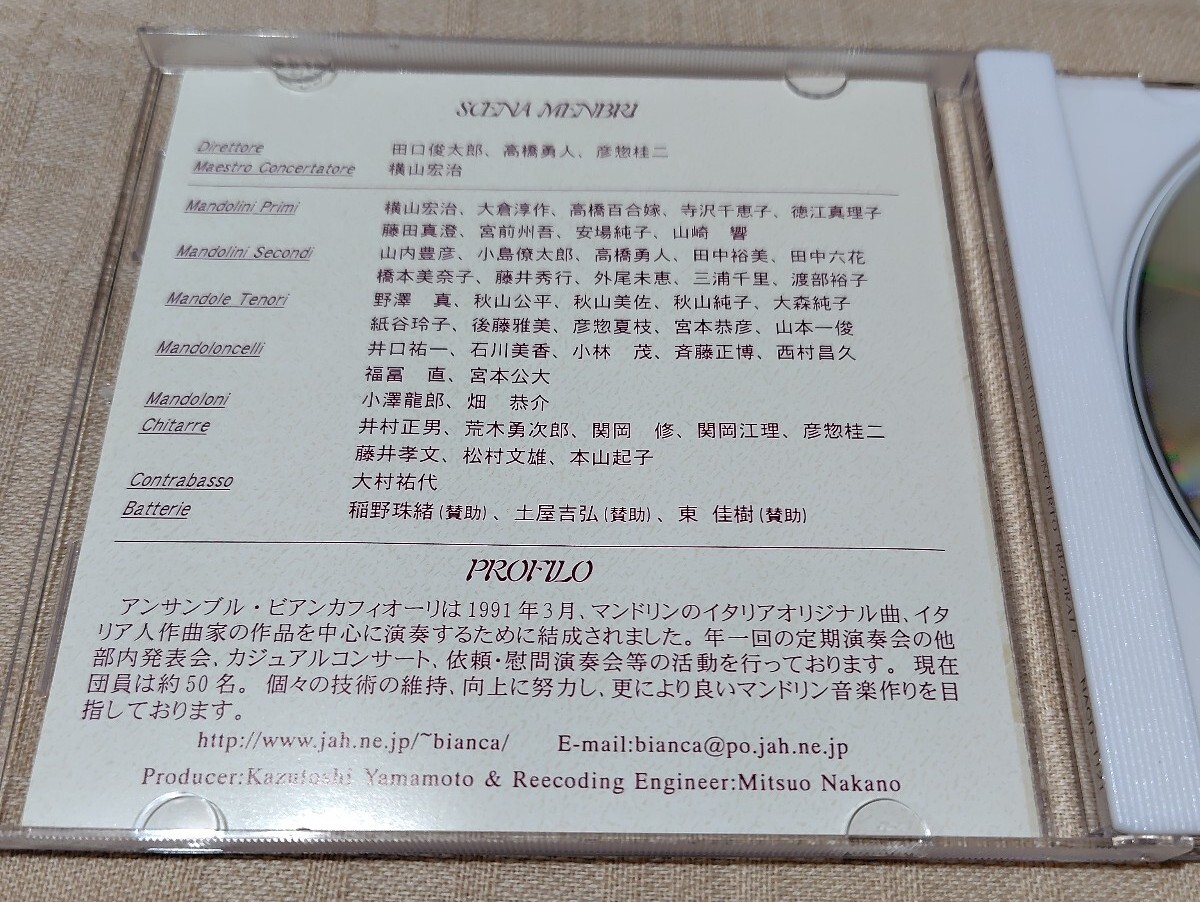 SCENA MENBRI
Direttore 田口俊太郎、高橋勇人、彦惣桂二
Maestro Concertatore 横山宏治
Mandolini Primi 横山宏治、大倉淳作、高橋百合嫁、寺沢千恵子、徳江真理子
藤田真澄、宮前州吾、安場純子、山崎　響
Mandolini Secondi 山内豊彦、小島僚太郎、高橋勇人、田中裕美、田中六花
橋本美奈子、藤井秀行、外尾未恵、三浦千里、渡部裕子
Mandole Tenori 野澤　真、秋山公平、秋山美佐、秋山純子、大森純子
紙谷玲子、後藤雅美、彦惣夏枝、宮本恭彦、山本一俊
Mandoloncelli 井口祐一、石川美香、小林　茂、斉藤正博、西村昌久
福冨　直、宮本公大
Mandoloni 小澤龍郎、畑　恭介
Chitarre 井村正男、荒木勇次郎、関岡　修、関岡江理、彦惣桂二
藤井孝文、松村文雄、本山起子
Contrabasso 大村祐代
Batterie 稲野珠緒(賛助)、土屋吉弘(賛助)、東 佳樹(賛助)
PROFILO
アンサンブル・ビアンカフィオーリは1991年3月、マンドリンのイタリアオリジナル曲、イタ
リア人作曲家の作品を中心に演奏するために結成されました。年一回の定期演奏会の他
部内発表会、カジュアルコンサート、依頼・慰問演奏会等の活動を行っております。現在
団員は約50名。個々の技術の維持、向上に努力し、更により良いマンドリン音楽作りを目
指しております。
http://www.jah.ne.jp/~bianca/ E-mail:bianca@po.jah.ne.jp
Producer:Kazutoshi Yamamoto & Reecoding Engineer:Mitsuo Nakano